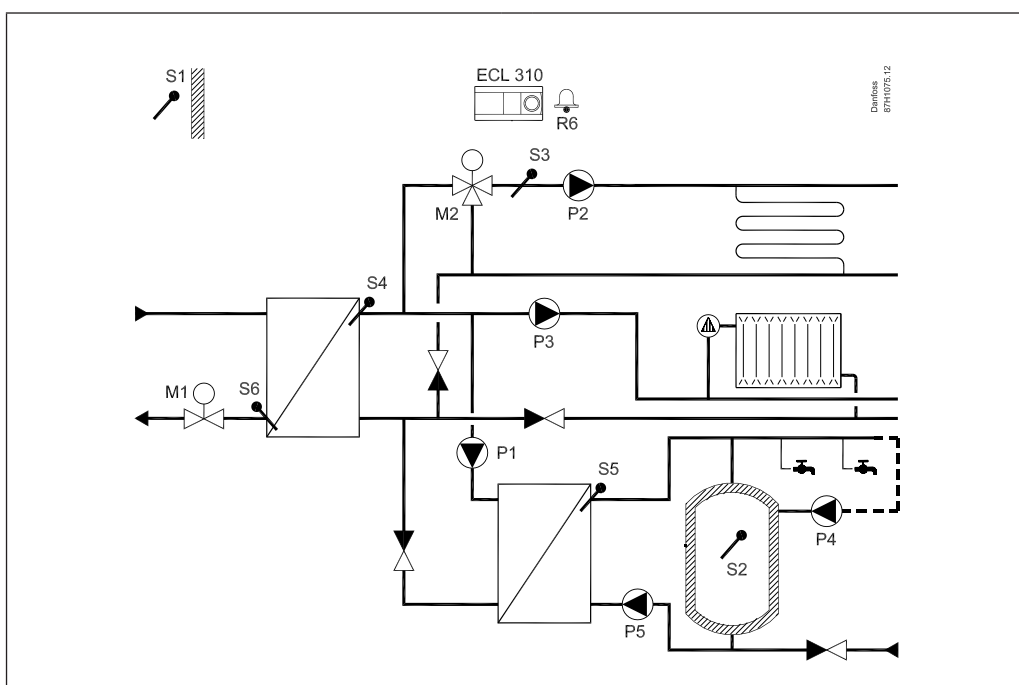 S1
ECL 310
R6
Danfoss
87H1075.12
S3
M2
P2
S4
P3
M1
S6
P1
S5
P4
S2
P5